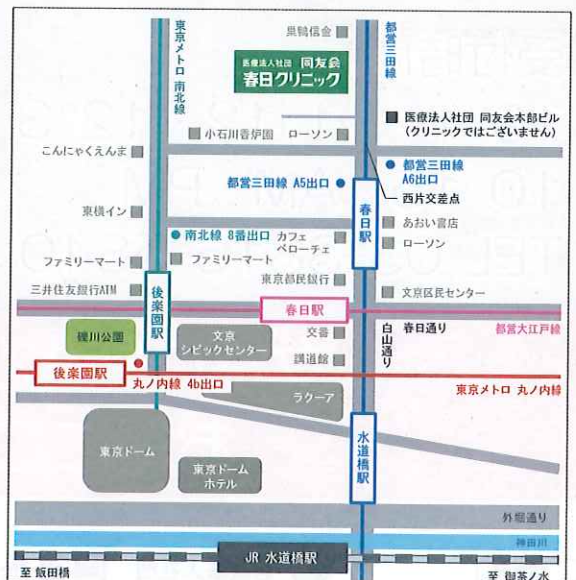 東京メトロ 南北線
巣鴨信金
都営三田線
医療法人社団 同友会
春日クリニック
医療法人社団 同友会本部ビル
(クリニックではございません)
小石川香炉園
ローソン
こんにゃくえんま
都営三田線 A5出口
都営三田線
A6出口
西片交差点
春日駅
東横イン
あおい書店
南北線 8番出口
カフェ
ベローチェ
ローソン
ファミリーマート
ファミリーマート
東京都民銀行
三井住友銀行ATM
後楽園駅
文京区民センター
春日駅
礫川公園
文京
シビックセンター
交番
白山通り
春日通り
都営大江戸線
講道館
後楽園駅
丸ノ内線 4b出口
東京メトロ 丸ノ内線
ラクーア
水道橋駅
東京ドーム
東京ドーム
ホテル
外堀通り
神田川
JR 水道橋駅
至 飯田橋
至 御茶ノ水